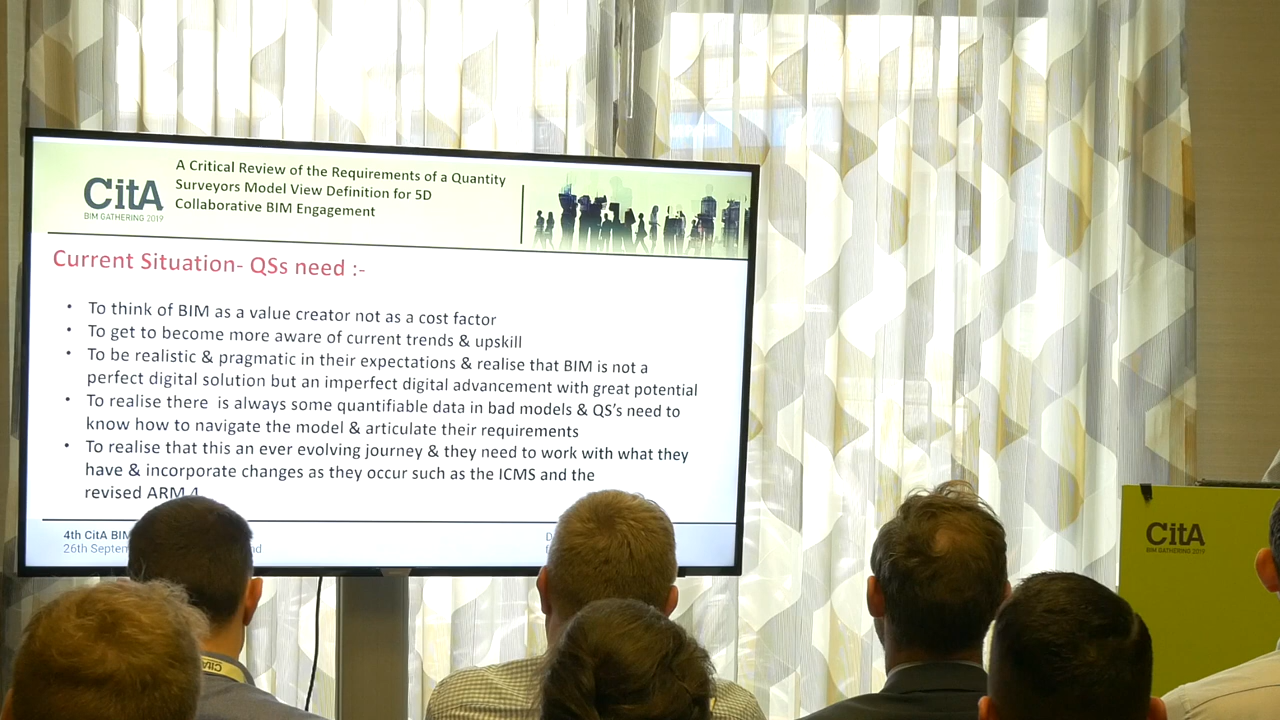 A Critical Review of the Requirements of a Quantity
Surveyors Model View Definition for 5D
Collaborative BIM Engagement
CitA
BIM GATHERING 2019
Current Situation- QSs need :-
• To think of BIM as a value creator not as a cost factor
• To get to become more aware of current trends & upskill
• To be realistic & pragmatic in their expectations & realise that BIM is not a
perfect digital solution but an imperfect digital advancement with great potential
• To realise there is always some quantifiable data in bad models & QS's need to
know how to navigate the model & articulate their requirements
• To realise that this an ever evolving journey & they need to work with what they
have & incorporate changes as they occur such as the ICMS and the
revised ARM 4
4th CitA BIM
26th Septem
CitA
BIM GATHERING 2019
CitA